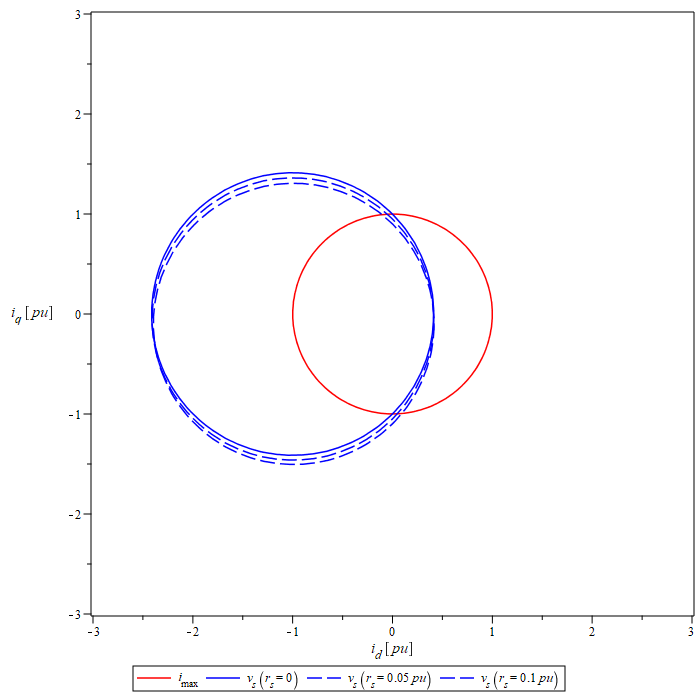 3
2
1
i_q [pu]
0
-1
-2
-3
-3 -2 -1 0 1 2 3
i_d [pu]
i_max v_s (r_s = 0) v_s (r_s = 0.05 pu) v_s (r_s = 0.1 pu)